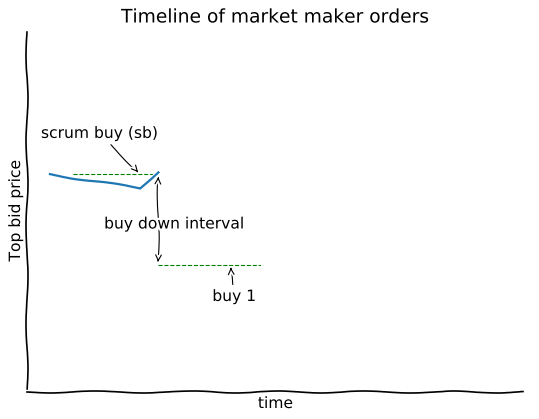 Timeline of market maker orders
scrum buy (sb)
Top bid price
buy down interval
buy 1
time